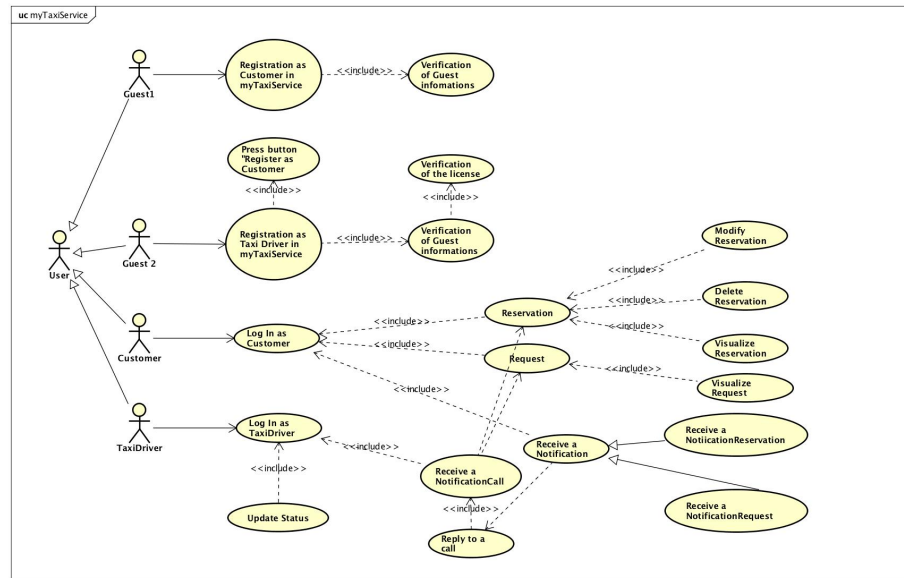 uc myTaxiService
Guest1
Registration as
Customer in
myTaxiService
<<include>>
Verification
of Guest
infomations
Press button
"Register as
Customer
<<include>>
Verification
of the license
<<include>>
User
Guest 2
Registration as
Taxi Driver in
myTaxiService
<<include>>
Verification
of Guest
informations
Modify
Reservation
<<include>>
Delete
Reservation
<<include>>
Reservation
<<include>>
Customer
Log In as
Customer
<<include>>
<<include>>
Visualize
Reservation
Request
<<include>>
Visualize
Request
<<include>>
TaxiDriver
Log In as
TaxiDriver
<<include>>
Receive a
Notification
Receive a
NotiicationReservation
<<include>>
Receive a
NotificationCall
Receive a
NotificationRequest
<<include>>
Update Status
Reply to a
call